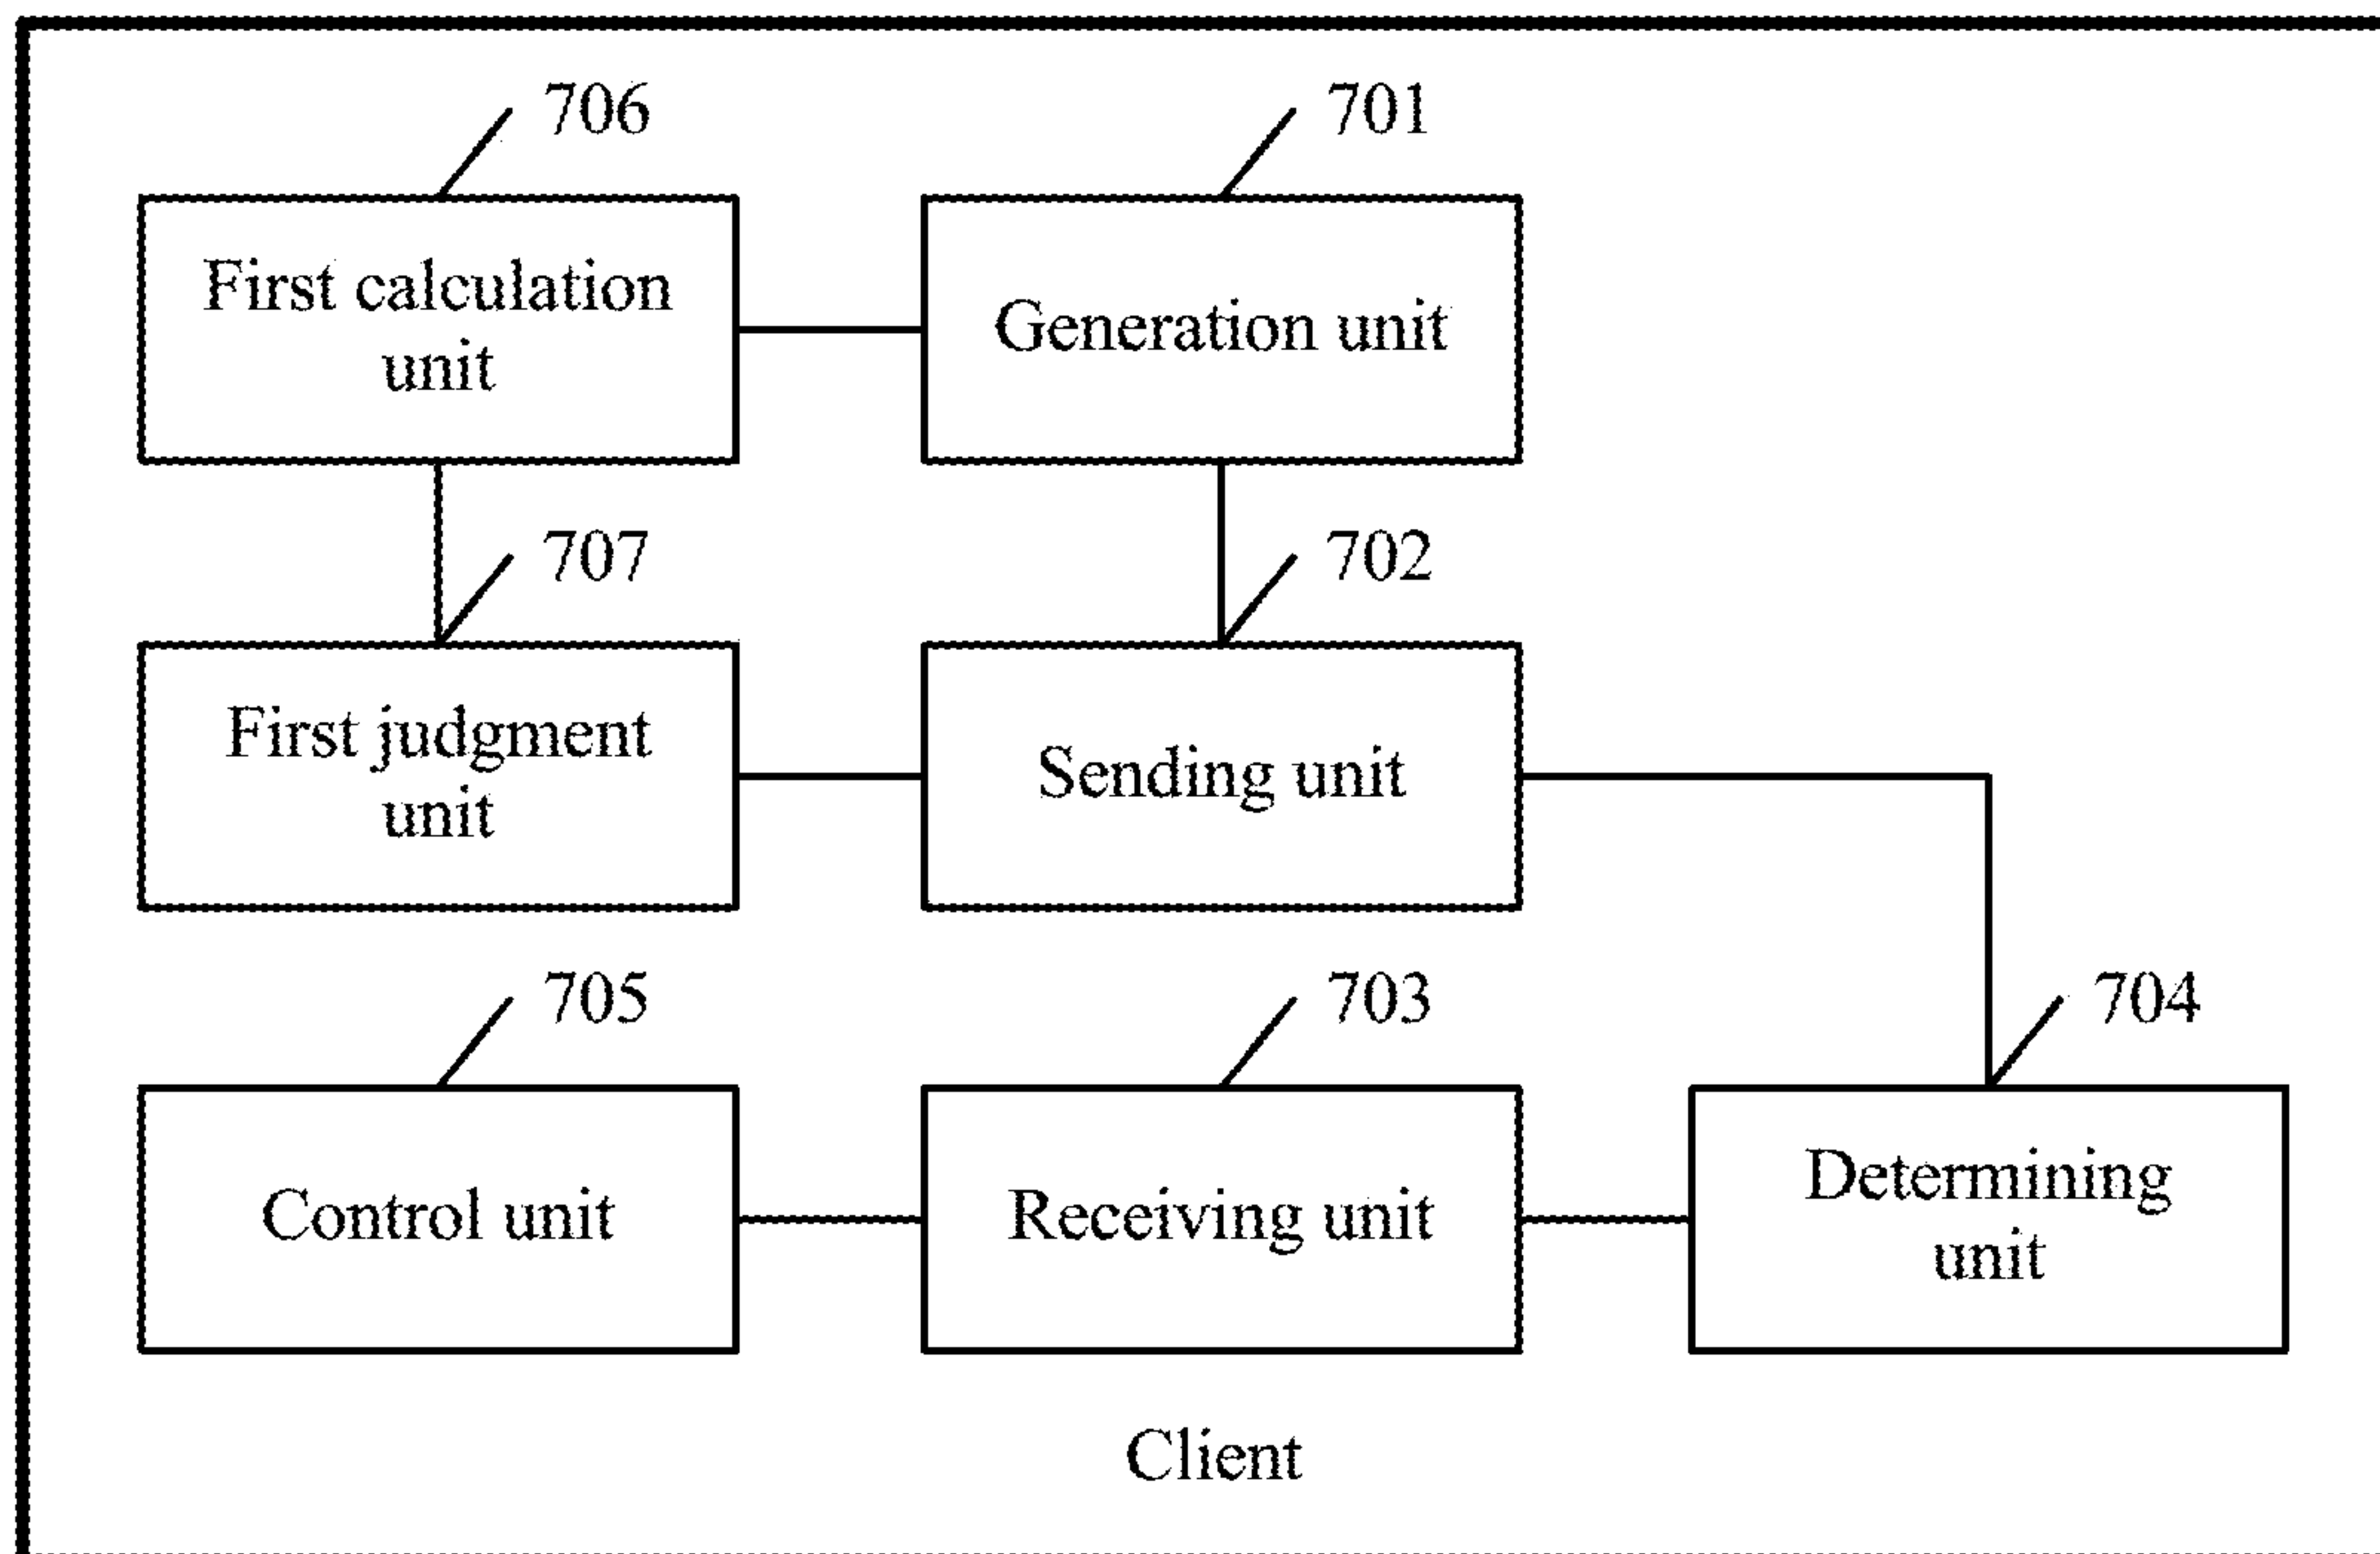 706
701
First calculation
unit
Generation unit
707
702
First judgment
unit
Sending unit
705
703
704
Control unit
Receiving unit
Determining
unit
Client